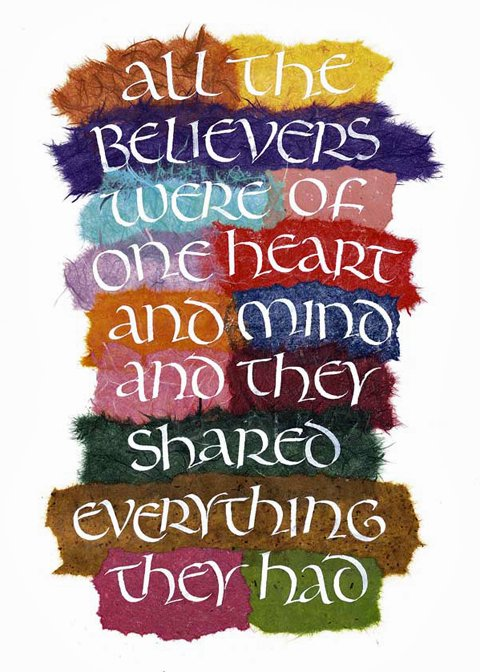 all the
BELIEVERS
were of
one heart
and mind
and they
shared
everything
they had